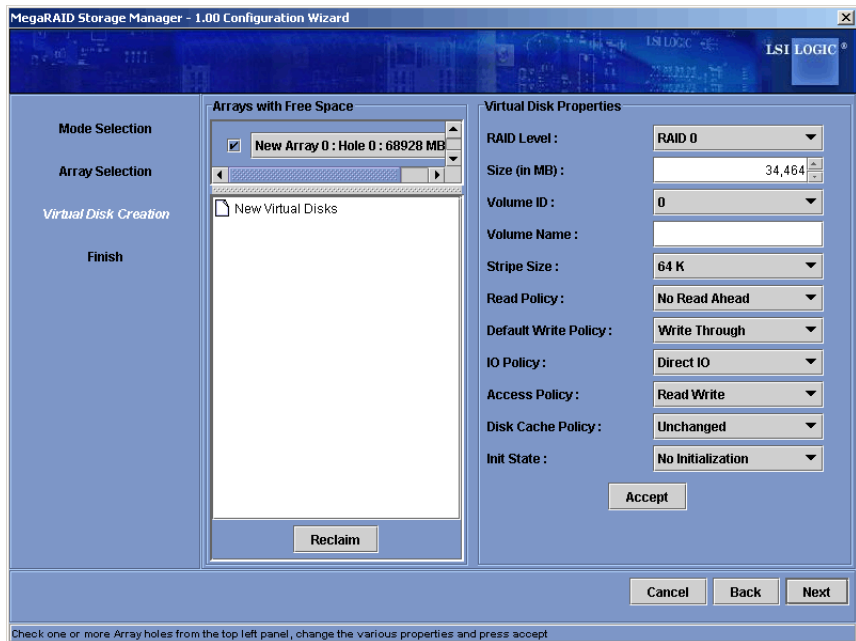 MegaRAID Storage Manager - 1.00 Configuration Wizard
LSI LOGIC
LSI LOGIC ®
Mode Selection
Array Selection
Virtual Disk Creation
Finish
Arrays with Free Space
New Array 0 : Hole 0 : 68928 MB
New Virtual Disks
Reclaim
Virtual Disk Properties
RAID Level : RAID 0
Size (in MB) : 34,464
Volume ID : 0
Volume Name :
Stripe Size : 64 K
Read Policy : No Read Ahead
Default Write Policy : Write Through
IO Policy : Direct IO
Access Policy : Read Write
Disk Cache Policy : Unchanged
Init State : No Initialization
Accept
Cancel Back Next
Check one or more Array holes from the top left panel, change the various properties and press accept